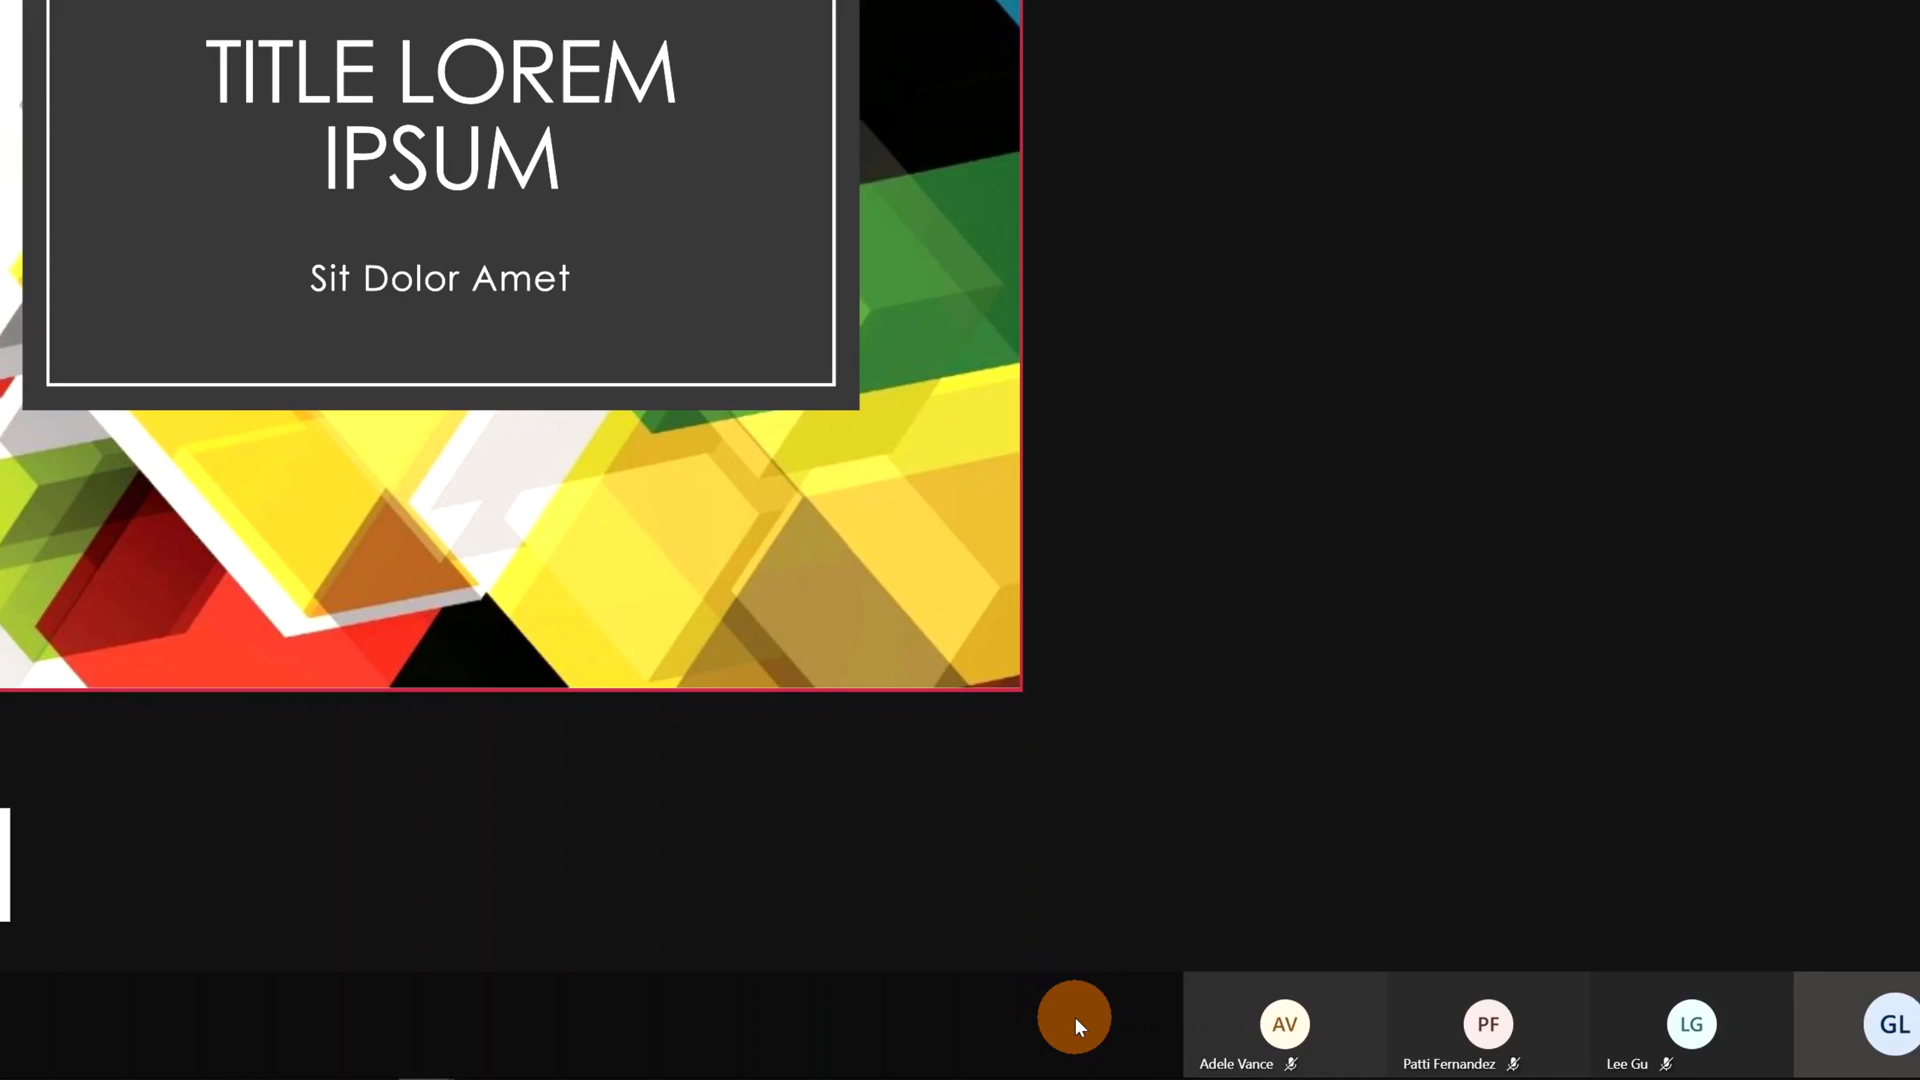 TITLE LOREM
IPSUM
Sit Dolor Amet
AV
PF
LG
GL
Adele Vance
Patti Fernandez
Lee Gu